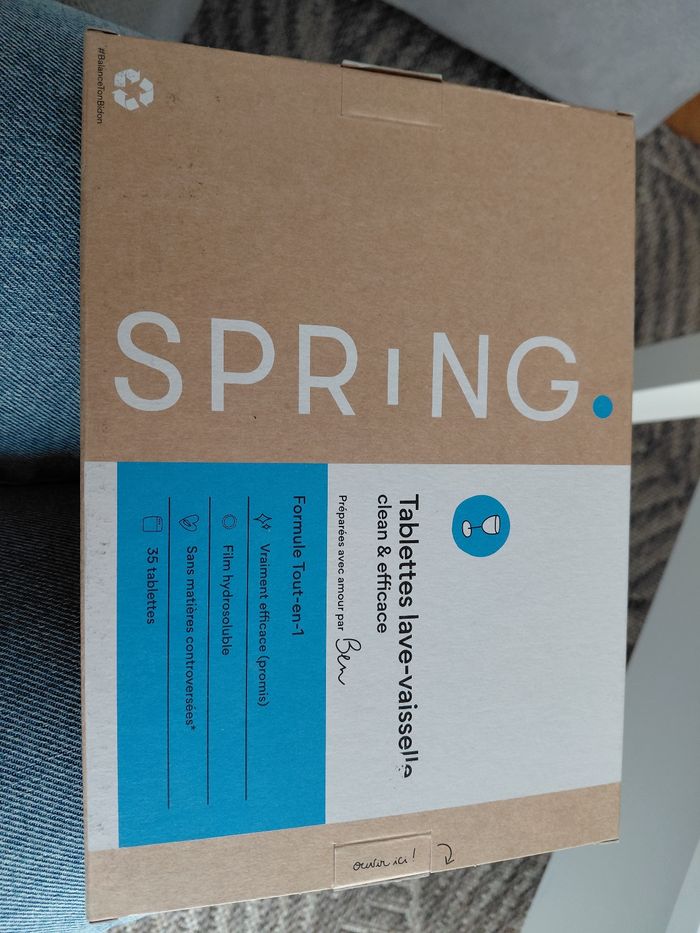 #BalanceTonBidon
SPRING.
Tablettes lave-vaisselle
clean & efficace
Préparées avec amour par Ben
Formule Tout-en-1
Vraiment efficace (promis)
Film hydrosoluble
Sans matières controversées*
35 tablettes
ouvrir ici !